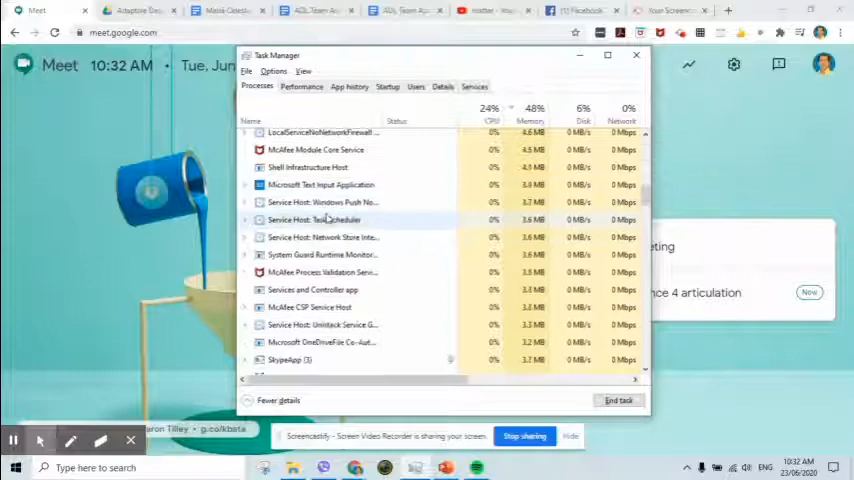 Meet
Adaptive De...
Massa Odesh...
ADL Team An...
ADL Team A...
twitter - You...
(1) Facebook
Your Screenc...
meet.google.com
Meet 10:32 AM · Tue, Jun
Task Manager
File Options View
Processes Performance App history Startup Users Details Services
24% 48% 6% 0%
Name Status CPU Memory Disk Network
LocalServiceNoNetworkFirewall ... 0% 4.6 MB 0 MB/s 0 Mbps
McAfee Module Core Service 0% 4.5 MB 0 MB/s 0 Mbps
Shell Infrastructure Host 0% 4.1 MB 0 MB/s 0 Mbps
Microsoft Text Input Application 0% 3.9 MB 0 MB/s 0 Mbps
Service Host: Windows Push No... 0% 3.7 MB 0 MB/s 0 Mbps
Service Host: Task Scheduler 0% 3.6 MB 0 MB/s 0 Mbps
Service Host: Network Store Inte... 0% 3.6 MB 0 MB/s 0 Mbps
System Guard Runtime Monitor... 0% 3.6 MB 0 MB/s 0 Mbps
McAfee Process Validation Servi... 0% 3.5 MB 0 MB/s 0 Mbps
Services and Controller app 0% 3.3 MB 0 MB/s 0 Mbps
McAfee CSP Service Host 0% 3.3 MB 0 MB/s 0 Mbps
Service Host: Unistack Service G... 0% 3.3 MB 0 MB/s 0 Mbps
Microsoft OneDriveFile Co-Aut... 0% 3.2 MB 0 MB/s 0 Mbps
SkypeApp (3) 0% 3.7 MB 0 MB/s 0 Mbps
Fewer details
End task
eting
nce 4 articulation Now
aron Tilley • g.co/kbata
Screencastify - Screen Video Recorder is sharing your screen. Stop sharing Hide
Type here to search
ENG
10:32 AM
23/06/2020